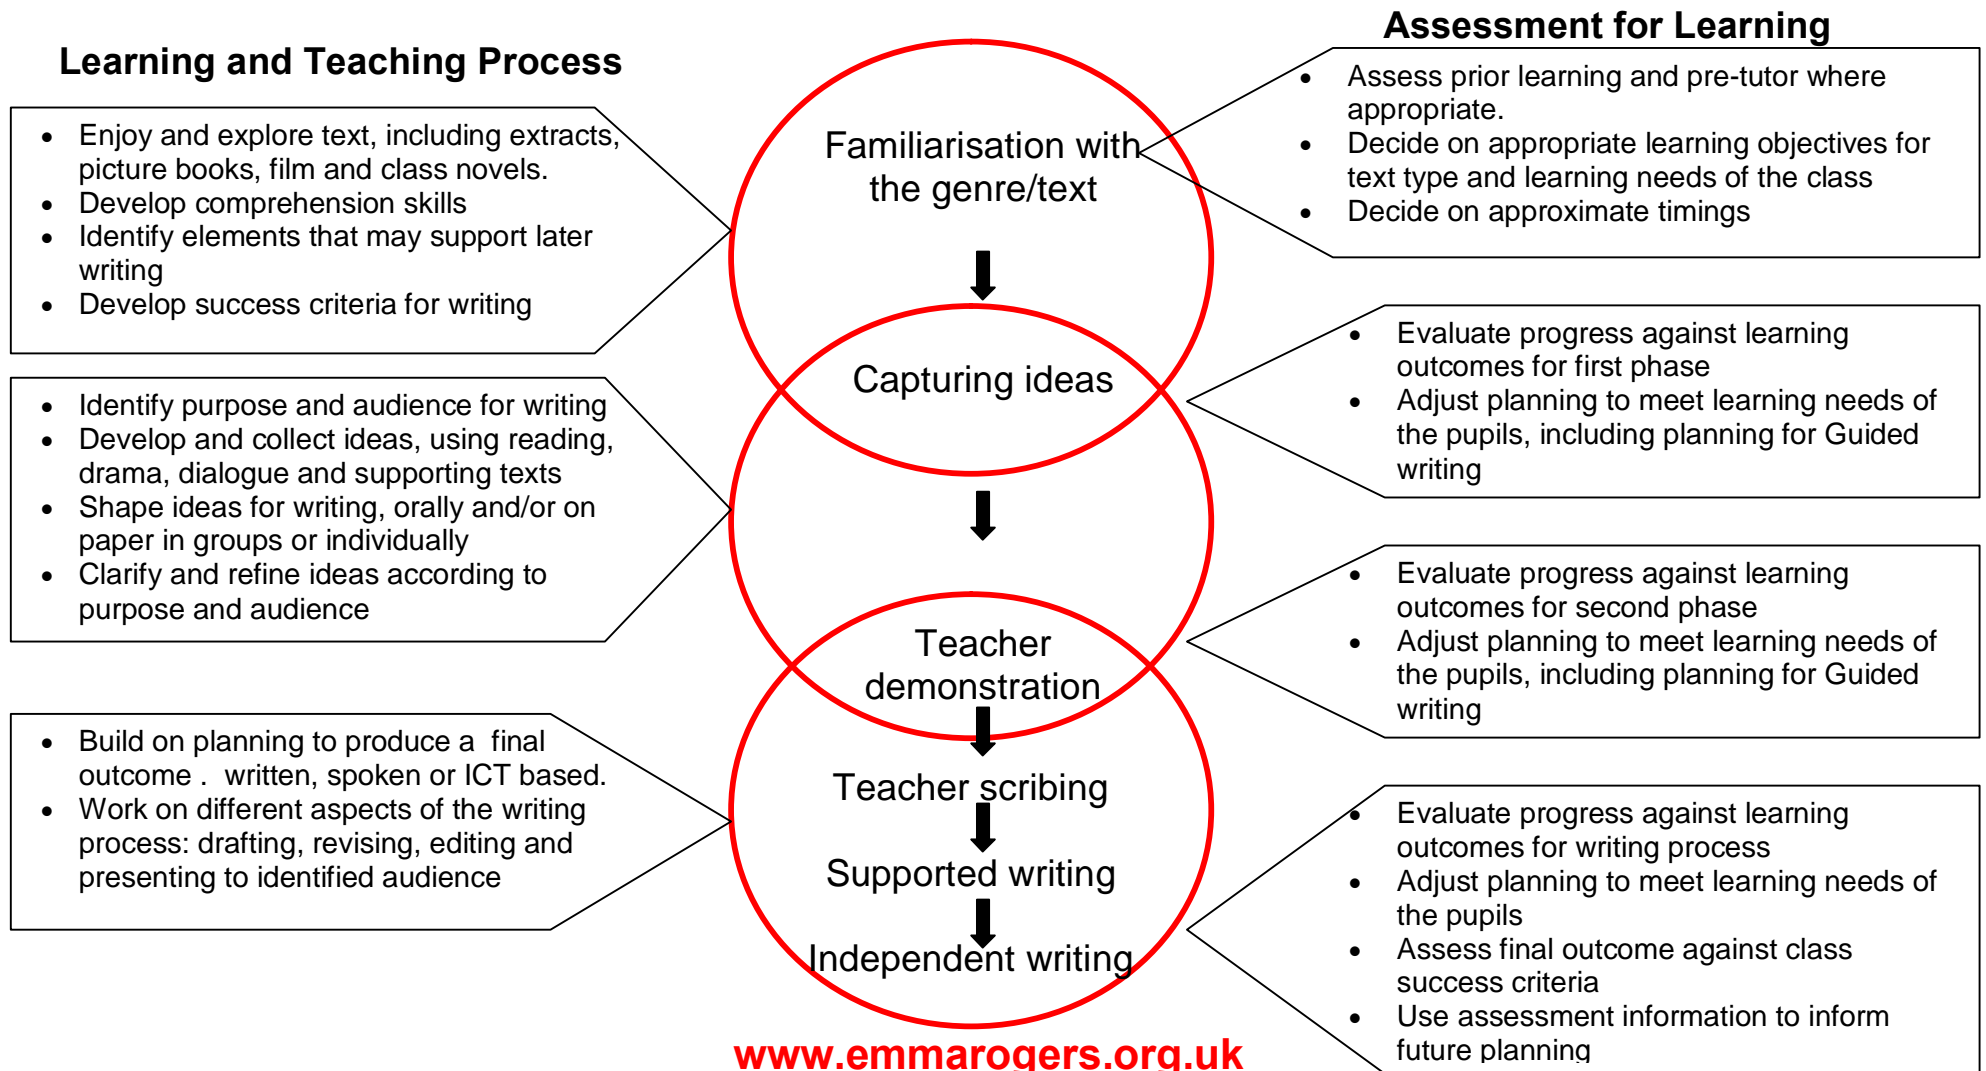 Learning and Teaching Process
• Enjoy and explore text, including extracts,
picture books, film and class novels.
• Develop comprehension skills
• Identify elements that may support later
writing
• Develop success criteria for writing
• Identify purpose and audience for writing
• Develop and collect ideas, using reading,
drama, dialogue and supporting texts
• Shape ideas for writing, orally and/or on
paper in groups or individually
• Clarify and refine ideas according to
purpose and audience
• Build on planning to produce a final
outcome . written, spoken or ICT based.
• Work on different aspects of the writing
process: drafting, revising, editing and
presenting to identified audience
Familiarisation with
the genre/text
Capturing ideas
Teacher
demonstration
Teacher scribing
Supported writing
Independent writing
www.emmarogers.org.uk
Assessment for Learning
• Assess prior learning and pre-tutor where
appropriate.
• Decide on appropriate learning objectives for
text type and learning needs of the class
• Decide on approximate timings
• Evaluate progress against learning
outcomes for first phase
• Adjust planning to meet learning needs of
the pupils, including planning for Guided
writing
• Evaluate progress against learning
outcomes for second phase
• Adjust planning to meet learning needs of
the pupils, including planning for Guided
writing
• Evaluate progress against learning
outcomes for writing process
• Adjust planning to meet learning needs of
the pupils
• Assess final outcome against class
success criteria
• Use assessment information to inform
future planning